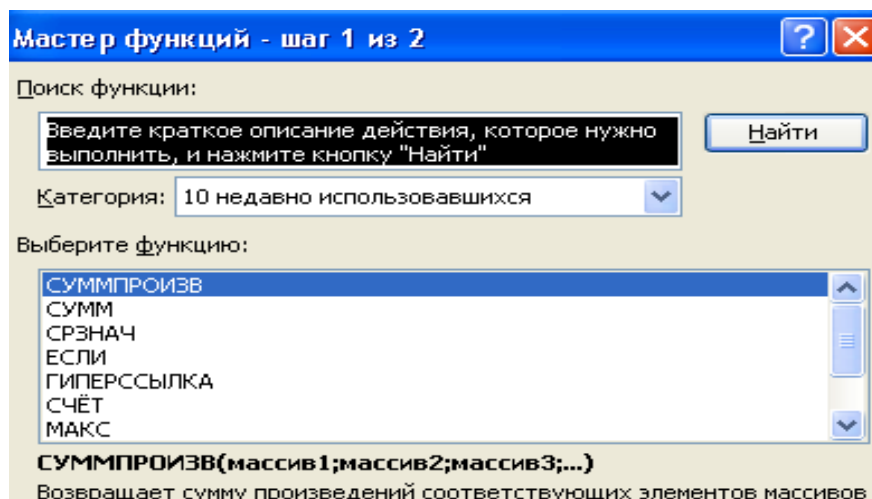 Мастер функций - шаг 1 из 2
Поиск функции:
Введите краткое описание действия, которое нужно
выполнить, и нажмите кнопку "Найти"
Найти
Категория: 10 недавно использовавшихся
Выберите функцию:
СУММПРОИЗВ
СУММ
СРЗНАЧ
ЕСЛИ
ГИПЕРССЫЛКА
СЧЁТ
МАКС
СУММПРОИЗВ(массив1;массив2;массив3;...)
Возвращает сумму произведений соответствующих элементов массивов